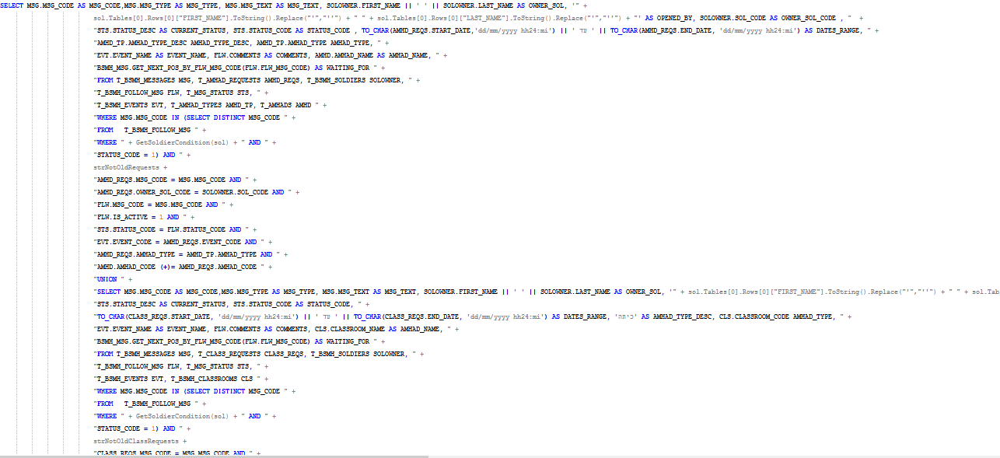 SELECT MSG.MSG_CODE AS MSG_CODE,MSG.MSG_TYPE AS MSG_TYPE, MSG.MSG_TEXT AS MSG_TEXT, SOLOWNER.FIRST_NAME || ' ' || SOLOWNER.LAST_NAME AS OWNER_SOL, '" +
sol.Tables[0].Rows[0]["FIRST_NAME"].ToString().Replace("'","''") + " " + sol.Tables[0].Rows[0]["LAST_NAME"].ToString().Replace("'","''") + "' AS OPENED_BY, SOLOWNER.SOL_CODE AS OWNER_SOL_CODE , " +
"STS.STATUS_DESC AS CURRENT_STATUS, STS.STATUS_CODE AS STATUS_CODE , TO_CHAR(AMHD_REQS.START_DATE,'dd/mm/yyyy hh24:mi') || ' עד ' || TO_CHAR(AMHD_REQS.END_DATE, 'dd/mm/yyyy hh24:mi') AS DATES_RANGE, " +
"AMHD_TP.AMHAD_TYPE_DESC AMHAD_TYPE_DESC, AMHD_TP.AMHAD_TYPE AMHAD_TYPE, " +
"EVT.EVENT_NAME AS EVENT_NAME, FLW.COMMENTS AS COMMENTS, AMHD.AMHAD_NAME AS AMHAD_NAME, " +
"BSMH_MSG.GET_NEXT_POS_BY_FLW_MSG_CODE(FLW.FLW_MSG_CODE) AS WAITING_FOR " +
"FROM T_BSMH_MESSAGES MSG, T_AMHAD_REQUESTS AMHD_REQS, T_BSMH_SOLDIERS SOLOWNER, " +
"T_BSMH_FOLLOW_MSG FLW, T_MSG_STATUS STS, " +
"T_BSMH_EVENTS EVT, T_AMHAD_TYPES AMHD_TP, T_AMHADS AMHD " +
"WHERE MSG.MSG_CODE IN (SELECT DISTINCT MSG_CODE " +
"FROM   T_BSMH_FOLLOW_MSG " +
"WHERE " + GetSoldierCondition(sol) + " AND " +
"STATUS_CODE = 1) AND " +
strNotOldRequests +
"AMHD_REQS.MSG_CODE = MSG.MSG_CODE AND " +
"AMHD_REQS.OWNER_SOL_CODE = SOLOWNER.SOL_CODE AND " +
"FLW.MSG_CODE = MSG.MSG_CODE AND " +
"FLW.IS_ACTIVE = 1 AND " +
"STS.STATUS_CODE = FLW.STATUS_CODE AND " +
"EVT.EVENT_CODE = AMHD_REQS.EVENT_CODE AND " +
"AMHD_REQS.AMHAD_TYPE = AMHD_TP.AMHAD_TYPE AND " +
"AMHD.AMHAD_CODE (+)= AMHD_REQS.AMHAD_CODE " +
"UNION " +
"SELECT MSG.MSG_CODE AS MSG_CODE,MSG.MSG_TYPE AS MSG_TYPE, MSG.MSG_TEXT AS MSG_TEXT, SOLOWNER.FIRST_NAME || ' ' || SOLOWNER.LAST_NAME AS OWNER_SOL, '" + sol.Tables[0].Rows[0]["FIRST_NAME"].ToString().Replace("'","''") + " " + sol.Tab
"STS.STATUS_DESC AS CURRENT_STATUS, STS.STATUS_CODE AS STATUS_CODE, " +
"TO_CHAR(CLASS_REQS.START_DATE, 'dd/mm/yyyy hh24:mi') || ' עד ' || TO_CHAR(CLASS_REQS.END_DATE, 'dd/mm/yyyy hh24:mi') AS DATES_RANGE, 'כיתה' AS AMHAD_TYPE_DESC, CLS.CLASSROOM_CODE AMHAD_TYPE, " +
"EVT.EVENT_NAME AS EVENT_NAME, FLW.COMMENTS AS COMMENTS, CLS.CLASSROOM_NAME AS AMHAD_NAME, " +
"BSMH_MSG.GET_NEXT_POS_BY_FLW_MSG_CODE(FLW.FLW_MSG_CODE) AS WAITING_FOR " +
"FROM T_BSMH_MESSAGES MSG, T_CLASS_REQUESTS CLASS_REQS, T_BSMH_SOLDIERS SOLOWNER, " +
"T_BSMH_FOLLOW_MSG FLW, T_MSG_STATUS STS, " +
"T_BSMH_EVENTS EVT, T_BSMH_CLASSROOMS CLS " +
"WHERE MSG.MSG_CODE IN (SELECT DISTINCT MSG_CODE " +
"FROM   T_BSMH_FOLLOW_MSG " +
"WHERE " + GetSoldierCondition(sol) + " AND " +
"STATUS_CODE = 1) AND " +
strNotOldClassRequests +
"CLASS_REQS.MSG_CODE = MSG.MSG_CODE AND " +